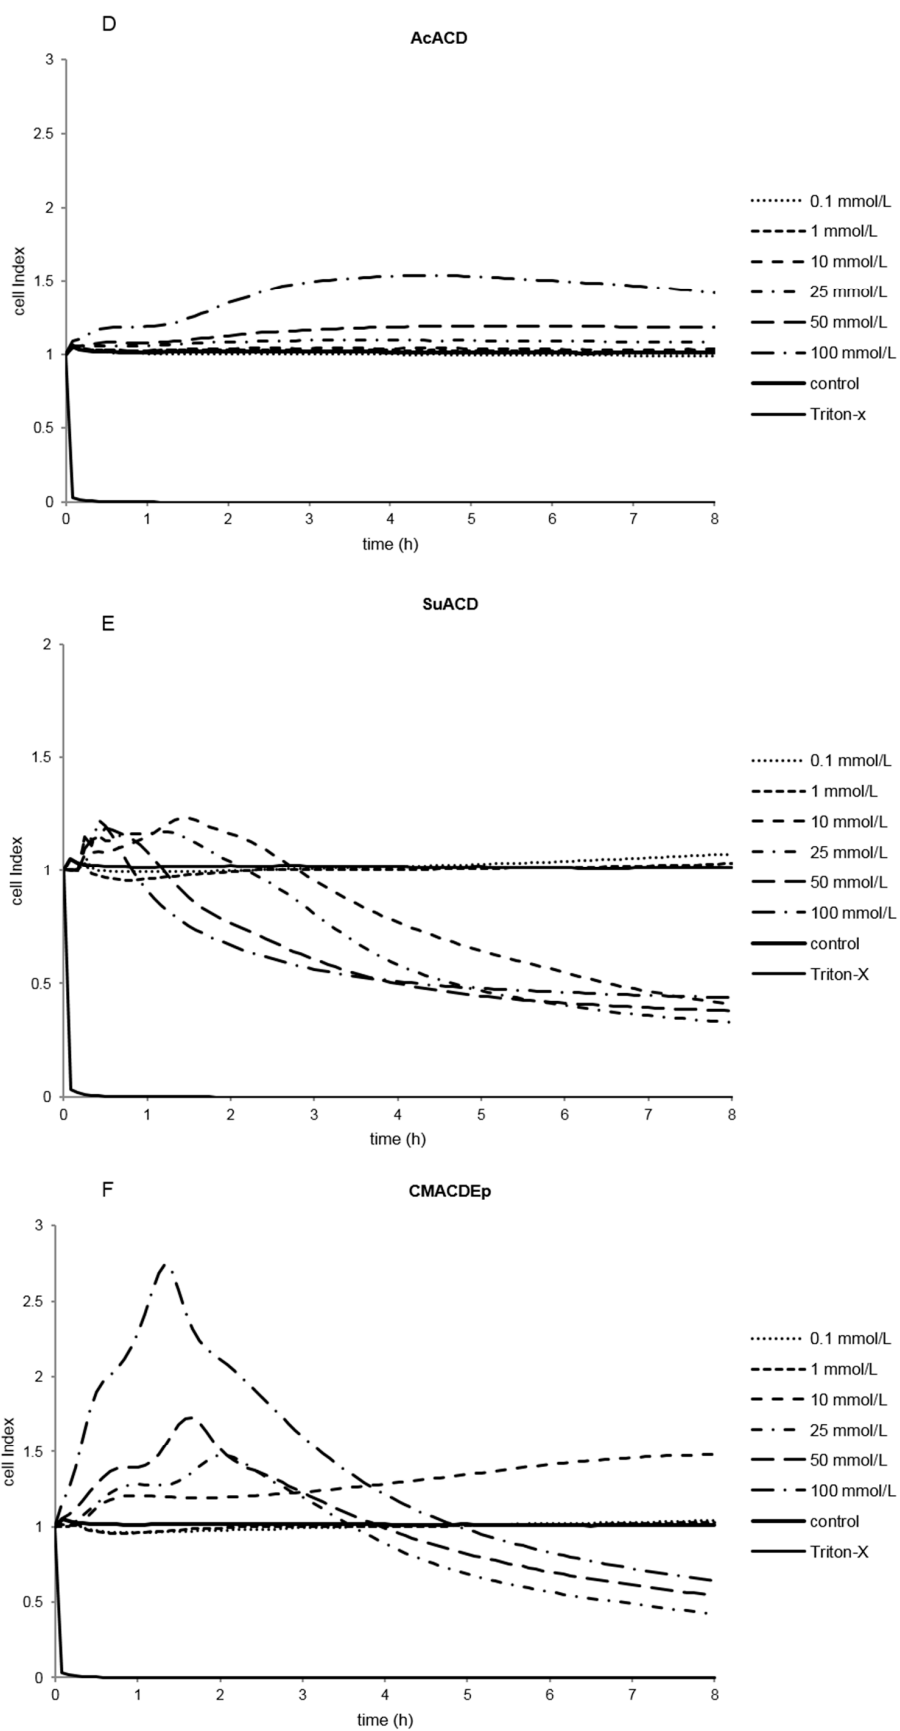 D
AcACD
3
2.5
2
1.5
1
0.5
0
cell Index
0 1 2 3 4 5 6 7 8
time (h)
0.1 mmol/L
1 mmol/L
10 mmol/L
25 mmol/L
50 mmol/L
100 mmol/L
control
Triton-x
E
SuACD
2
1.5
1
0.5
0
cell Index
0 1 2 3 4 5 6 7 8
time (h)
0.1 mmol/L
1 mmol/L
10 mmol/L
25 mmol/L
50 mmol/L
100 mmol/L
control
Triton-X
F
CMACDEp
3
2.5
2
1.5
1
0.5
0
cell Index
0 1 2 3 4 5 6 7 8
time (h)
0.1 mmol/L
1 mmol/L
10 mmol/L
25 mmol/L
50 mmol/L
100 mmol/L
control
Triton-X